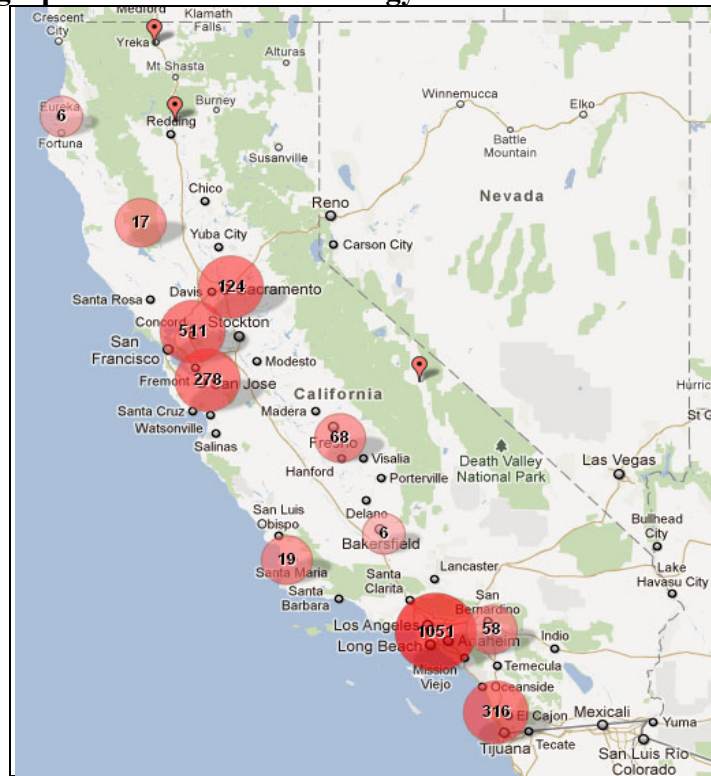 Medford
Klamath
Falls
Crescent
City
Yreka
Alturas
Mt Shasta
Winnemucca
Elko
Burney
Eureka
6
Redding
Fortuna
Battle
Mountain
Susanville
Chico
Nevada
Reno
17
Yuba City
Carson City
124
Davis
Sacramento
Santa Rosa
Concord
511
Stockton
San
Francisco
Modesto
Fremont
278
San Jose
California
Santa Cruz
Madera
Watsonville
68
Fresno
Salinas
Hanford
Visalia
Death Valley
National Park
Las Vegas
Porterville
Delano
San Luis
Obispo
6
Bakersfield
Bullhead
City
19
Santa Maria
Santa
Clarita
Lancaster
Lake
Havasu City
Santa
Barbara
San
Bernardino
Los Angeles
1051
58
Long Beach
Anaheim
Indio
Mission
Viejo
Temecula
Oceanside
316
El Cajon
Mexicali
Yuma
Tijuana
Tecate
San Luis Río
Colorado